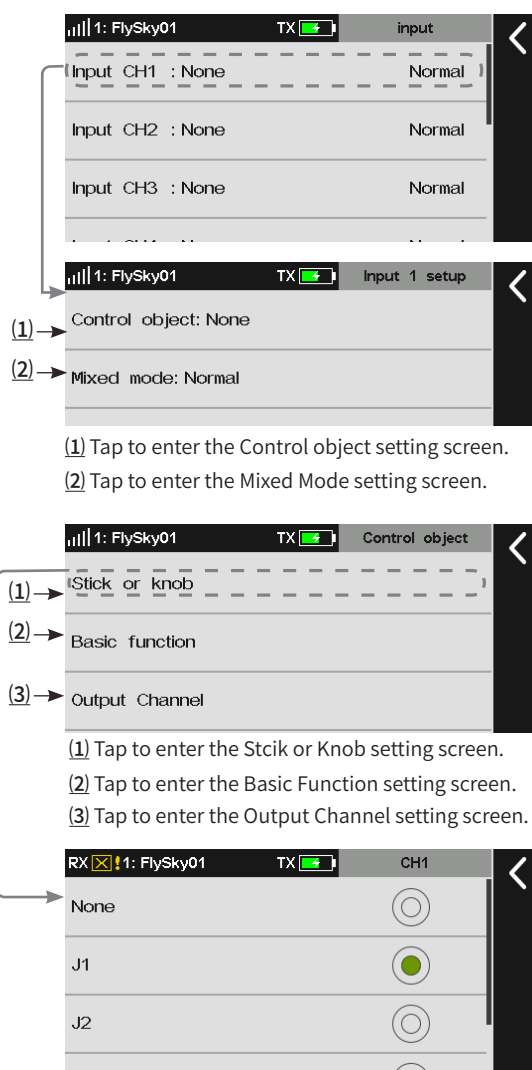 1: FlySky01 TX input
Input CH1 : None Normal
Input CH2 : None Normal
Input CH3 : None Normal
1: FlySky01 TX Input 1 setup
(1) Control object: None
(2) Mixed mode: Normal
(1) Tap to enter the Control object setting screen.
(2) Tap to enter the Mixed Mode setting screen.
1: FlySky01 TX Control object
(1) Stick or knob
(2) Basic function
(3) Output Channel
(1) Tap to enter the Stcik or Knob setting screen.
(2) Tap to enter the Basic Function setting screen.
(3) Tap to enter the Output Channel setting screen.
RX ! 1: FlySky01 TX CH1
None
J1
J2